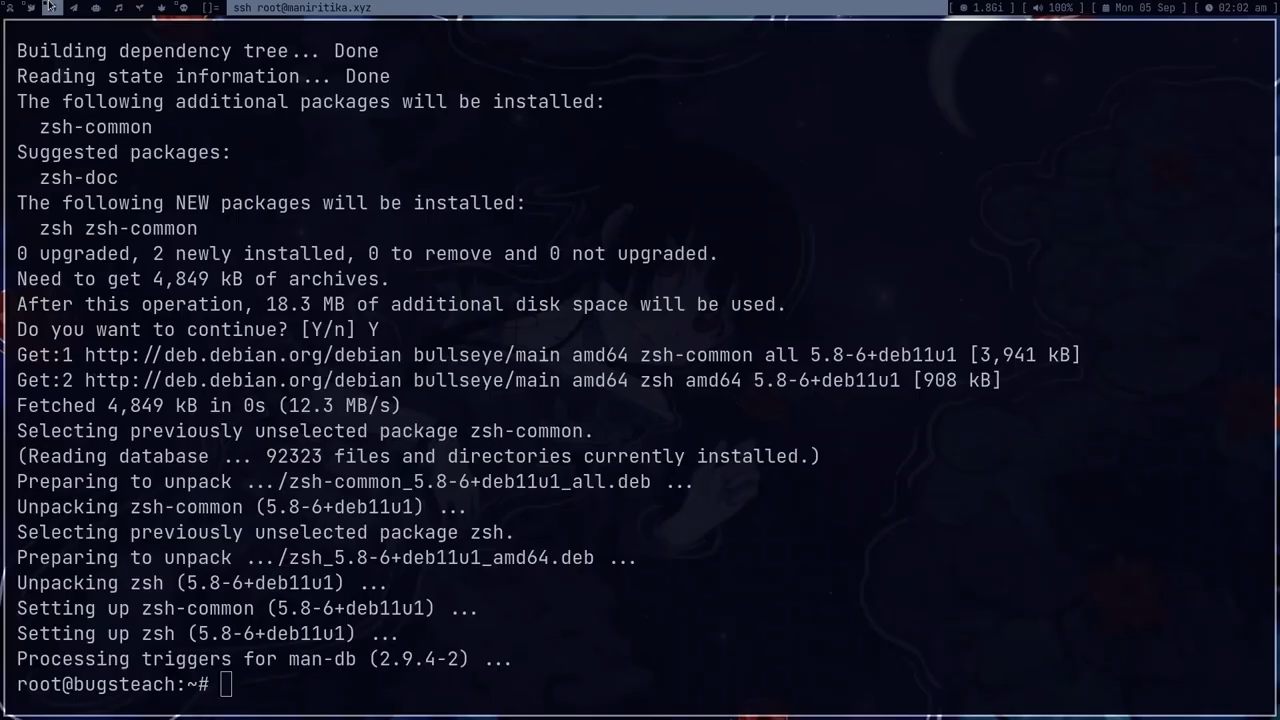 []= ssh root@maniritika.xyz [ 1.8Gi ] [ 100% ] [ Mon 05 Sep ] [ 02:02 am ]
Building dependency tree... Done
Reading state information... Done
The following additional packages will be installed:
  zsh-common
Suggested packages:
  zsh-doc
The following NEW packages will be installed:
  zsh zsh-common
0 upgraded, 2 newly installed, 0 to remove and 0 not upgraded.
Need to get 4,849 kB of archives.
After this operation, 18.3 MB of additional disk space will be used.
Do you want to continue? [Y/n] Y
Get:1 http://deb.debian.org/debian bullseye/main amd64 zsh-common all 5.8-6+deb11u1 [3,941 kB]
Get:2 http://deb.debian.org/debian bullseye/main amd64 zsh amd64 5.8-6+deb11u1 [908 kB]
Fetched 4,849 kB in 0s (12.3 MB/s)
Selecting previously unselected package zsh-common.
(Reading database ... 92323 files and directories currently installed.)
Preparing to unpack .../zsh-common_5.8-6+deb11u1_all.deb ...
Unpacking zsh-common (5.8-6+deb11u1) ...
Selecting previously unselected package zsh.
Preparing to unpack .../zsh_5.8-6+deb11u1_amd64.deb ...
Unpacking zsh (5.8-6+deb11u1) ...
Setting up zsh-common (5.8-6+deb11u1) ...
Setting up zsh (5.8-6+deb11u1) ...
Processing triggers for man-db (2.9.4-2) ...
root@bugsteach:~#